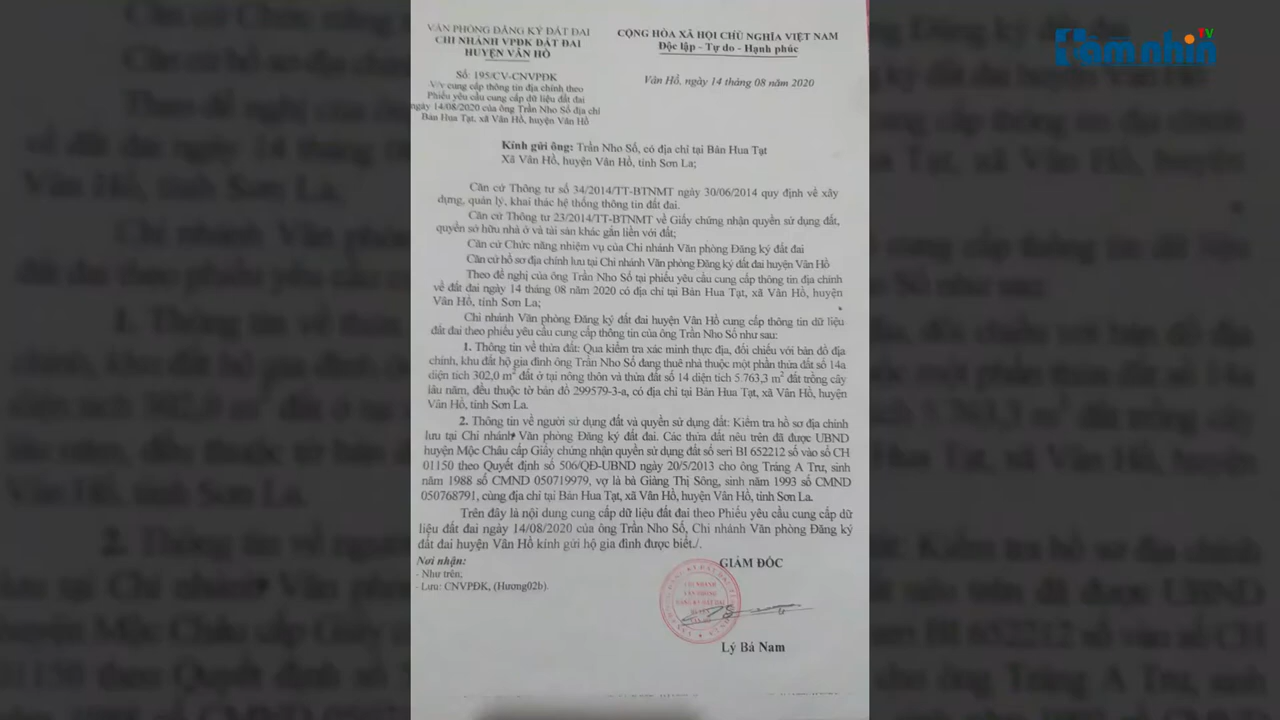 VĂN PHÒNG ĐĂNG KÝ ĐẤT ĐAI
CHI NHÁNH VPĐK ĐẤT ĐAI
HUYỆN VÂN HỒ
CỘNG HÒA XÃ HỘI CHỦ NGHĨA VIỆT NAM
Độc lập - Tự do - Hạnh phúc
Số: 195/CV-CNVPĐK
V/v cung cấp thông tin địa chính theo
Phiếu yêu cầu cung cấp dữ liệu đất đai
ngày 14/08/2020 của ông Trần Nho Số địa chỉ
Bản Hua Tạt, xã Vân Hồ, huyện Vân Hồ
Vân Hồ, ngày 14 tháng 08 năm 2020
Kính gửi ông: Trần Nho Số, có địa chỉ tại Bản Hua Tạt
Xã Vân Hồ, huyện Vân Hồ, tỉnh Sơn La;
Căn cứ Thông tư số 34/2014/TT-BTNMT ngày 30/06/2014 quy định về xây
dựng, quản lý, khai thác hệ thống thông tin đất đai.
Căn cứ Thông tư 23/2014/TT-BTNMT về Giấy chứng nhận quyền sử dụng đất,
quyền sở hữu nhà ở và tài sản khác gắn liền với đất;
Căn cứ Chức năng nhiệm vụ của Chi nhánh Văn phòng Đăng ký đất đai
Căn cứ hồ sơ địa chính lưu tại Chi nhánh Văn phòng Đăng ký đất đai huyện Vân Hồ
Theo đề nghị của ông Trần Nho Số tại phiếu yêu cầu cung cấp thông tin địa chính
về đất đai ngày 14 tháng 08 năm 2020 có địa chỉ tại Bản Hua Tạt, xã Vân Hồ, huyện
Vân Hồ, tỉnh Sơn La;
Chi nhánh Văn phòng Đăng ký đất đai huyện Vân Hồ cung cấp thông tin dữ liệu
đất đai theo phiếu yêu cầu cung cấp thông tin của ông Trần Nho Số như sau:
1. Thông tin về thửa đất: Qua kiểm tra xác minh thực địa, đối chiếu với bản đồ địa
chính, khu đất hộ gia đình ông Trần Nho Số đang thuê nhà thuộc một phần thửa đất số 14a
diện tích 302,0 m² đất ở tại nông thôn và thửa đất số 14 diện tích 5.763,3 m² đất trồng cây
lâu năm, đều thuộc tờ bản đồ 299579-3-a, có địa chỉ tại Bản Hua Tạt, xã Vân Hồ, huyện
Vân Hồ, tỉnh Sơn La.
2. Thông tin về người sử dụng đất và quyền sử dụng đất: Kiểm tra hồ sơ địa chính
lưu tại Chi nhánh Văn phòng Đăng ký đất đai. Các thửa đất nêu trên đã được UBND
huyện Mộc Châu cấp Giấy chứng nhận quyền sử dụng đất số seri BI 652212 số vào sổ CH
01150 theo Quyết định số 506/QĐ-UBND ngày 20/5/2013 cho ông Tráng A Trư, sinh
năm 1988 số CMND 050719979, vợ là bà Giàng Thị Sông, sinh năm 1993 số CMND
050768791, cùng địa chỉ tại Bản Hua Tạt, xã Vân Hồ, huyện Vân Hồ, tỉnh Sơn La.
Trên đây là nội dung cung cấp dữ liệu đất đai theo Phiếu yêu cầu cung cấp dữ
liệu đất đai ngày 14/08/2020 của ông Trần Nho Số, Chi nhánh Văn phòng Đăng ký
đất đai huyện Vân Hồ kính gửi hộ gia đình được biết./.
Nơi nhận:
- Như trên;
- Lưu: CNVPĐK, (Hương02b).
GIÁM ĐỐC
CHI NHÁNH
VĂN PHÒNG
ĐĂNG KÝ ĐẤT ĐAI
Lý Bá Nam
Tầm nhìn TV